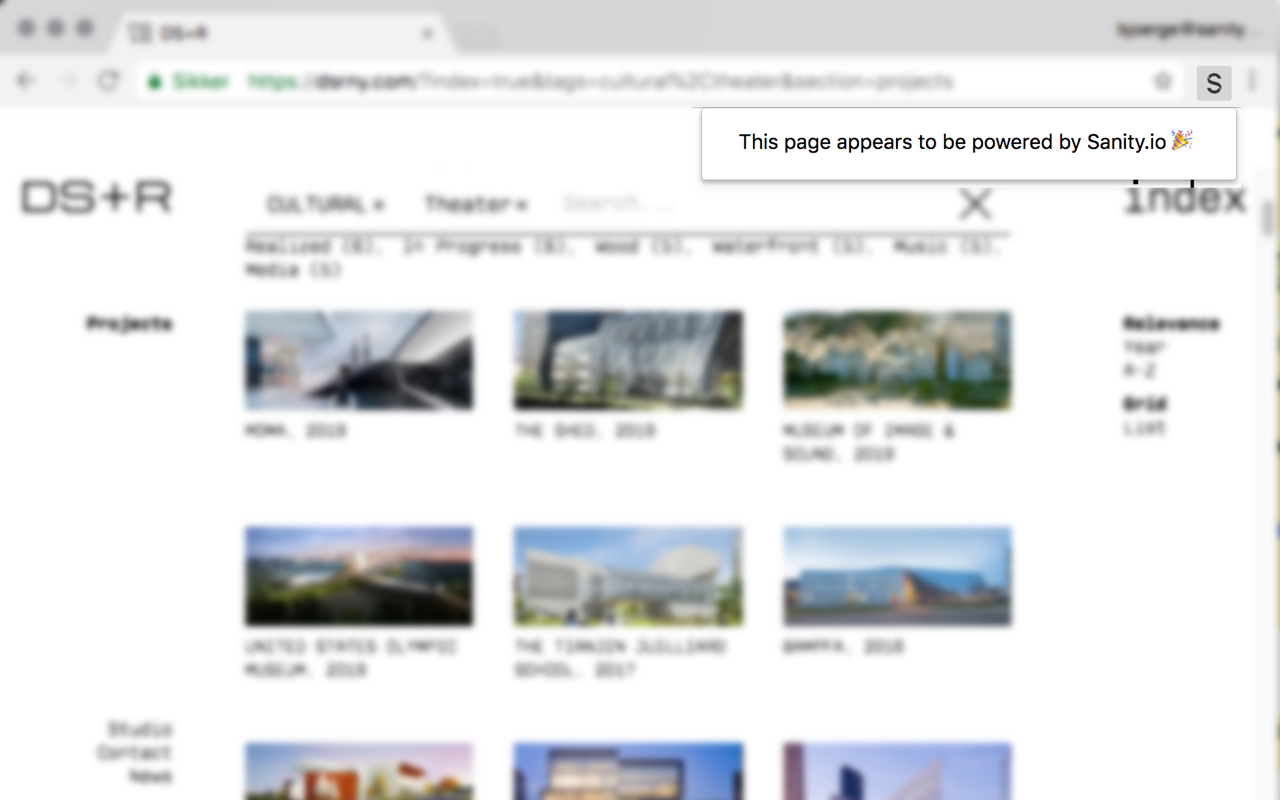 DS+R
Sikker https://dsrny.com/?index=true&tags=cultural%2Ctheater&section=projects
S
This page appears to be powered by Sanity.io 🎉
DS+R
CULTURAL × Theater × Search...
index
Realized (8), In Progress (6), Wood (5), Waterfront (5), Music (5),
Media (5)
Projects
Relevance
Year
A-Z
Grid
List
MOMA, 2019
THE SHED, 2019
MUSEUM OF IMAGE &
SOUND, 2019
UNITED STATES OLYMPIC
MUSEUM, 2019
THE TIANJIN JUILLIARD
SCHOOL, 2017
BAMPFA, 2016
Studio
Contact
News